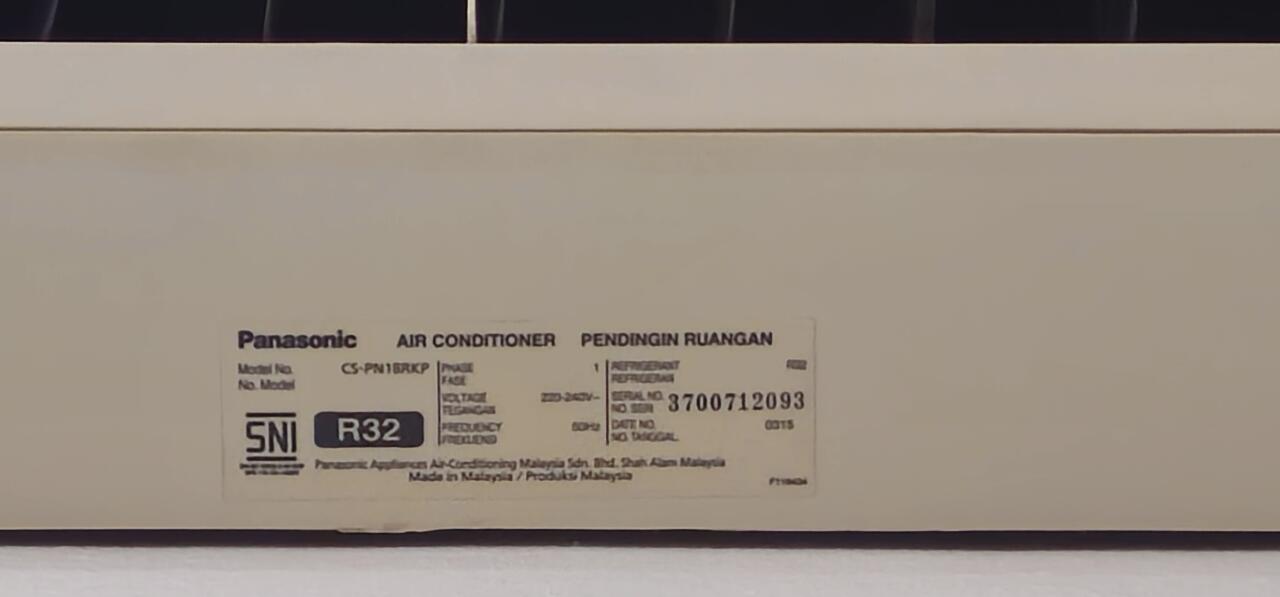 Panasonic AIR CONDITIONER PENDINGIN RUANGAN
Model No. CS-PN18RKP PHASE 1 REFRIGERANT R32
No. Model FASE REFRIGERAN
VOLTAGE 220-240V~ SERIAL NO. 3700712093
TEGANGAN NO. SERI
SNI R32 FREQUENCY 50Hz DATE NO. 0315
FREKUENSI NO. TANGGAL
Panasonic Appliances Air-Conditioning Malaysia Sdn. Bhd. Shah Alam Malaysia
Made in Malaysia / Produksi Malaysia